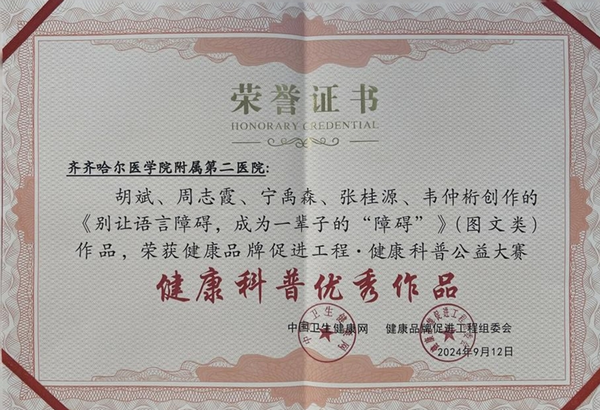 荣誉证书
HONORARY CREDENTIAL
齐齐哈尔医学院附属第二医院:
胡斌、周志霞、宁禹森、张桂源、韦仲桁创作的
《别让语言障碍，成为一辈子的“障碍”》(图文类)
作品，荣获健康品牌促进工程·健康科普公益大赛
健康科普优秀作品
中国卫生健康网 健康品牌促进工程组委会
2024年9月12日